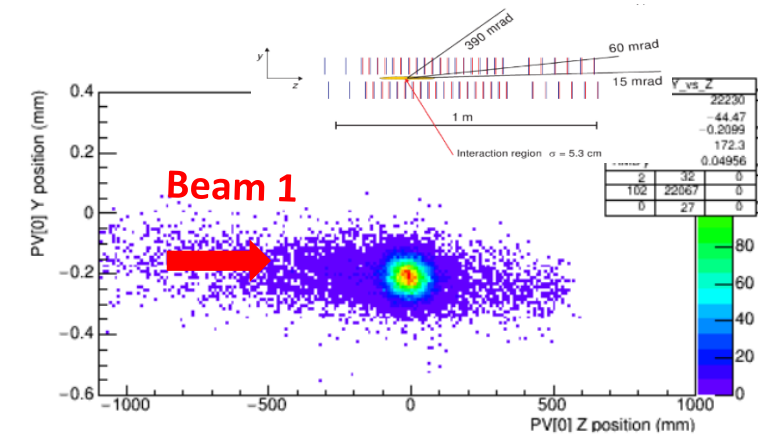 390 mrad
60 mrad
15 mrad
y
z
1 m
Interaction region σ = 5.3 cm
Y_vs_Z
22230
−44.47
−0.2099
172.3
0.04956
2 32 0
102 22067 0
0 27 0
Beam 1
PV[0] Y position (mm)
0.4
0.2
0
−0.2
−0.4
−0.6
−1000 −500 0 500 1000
PV[0] Z position (mm)
80
60
40
20
0